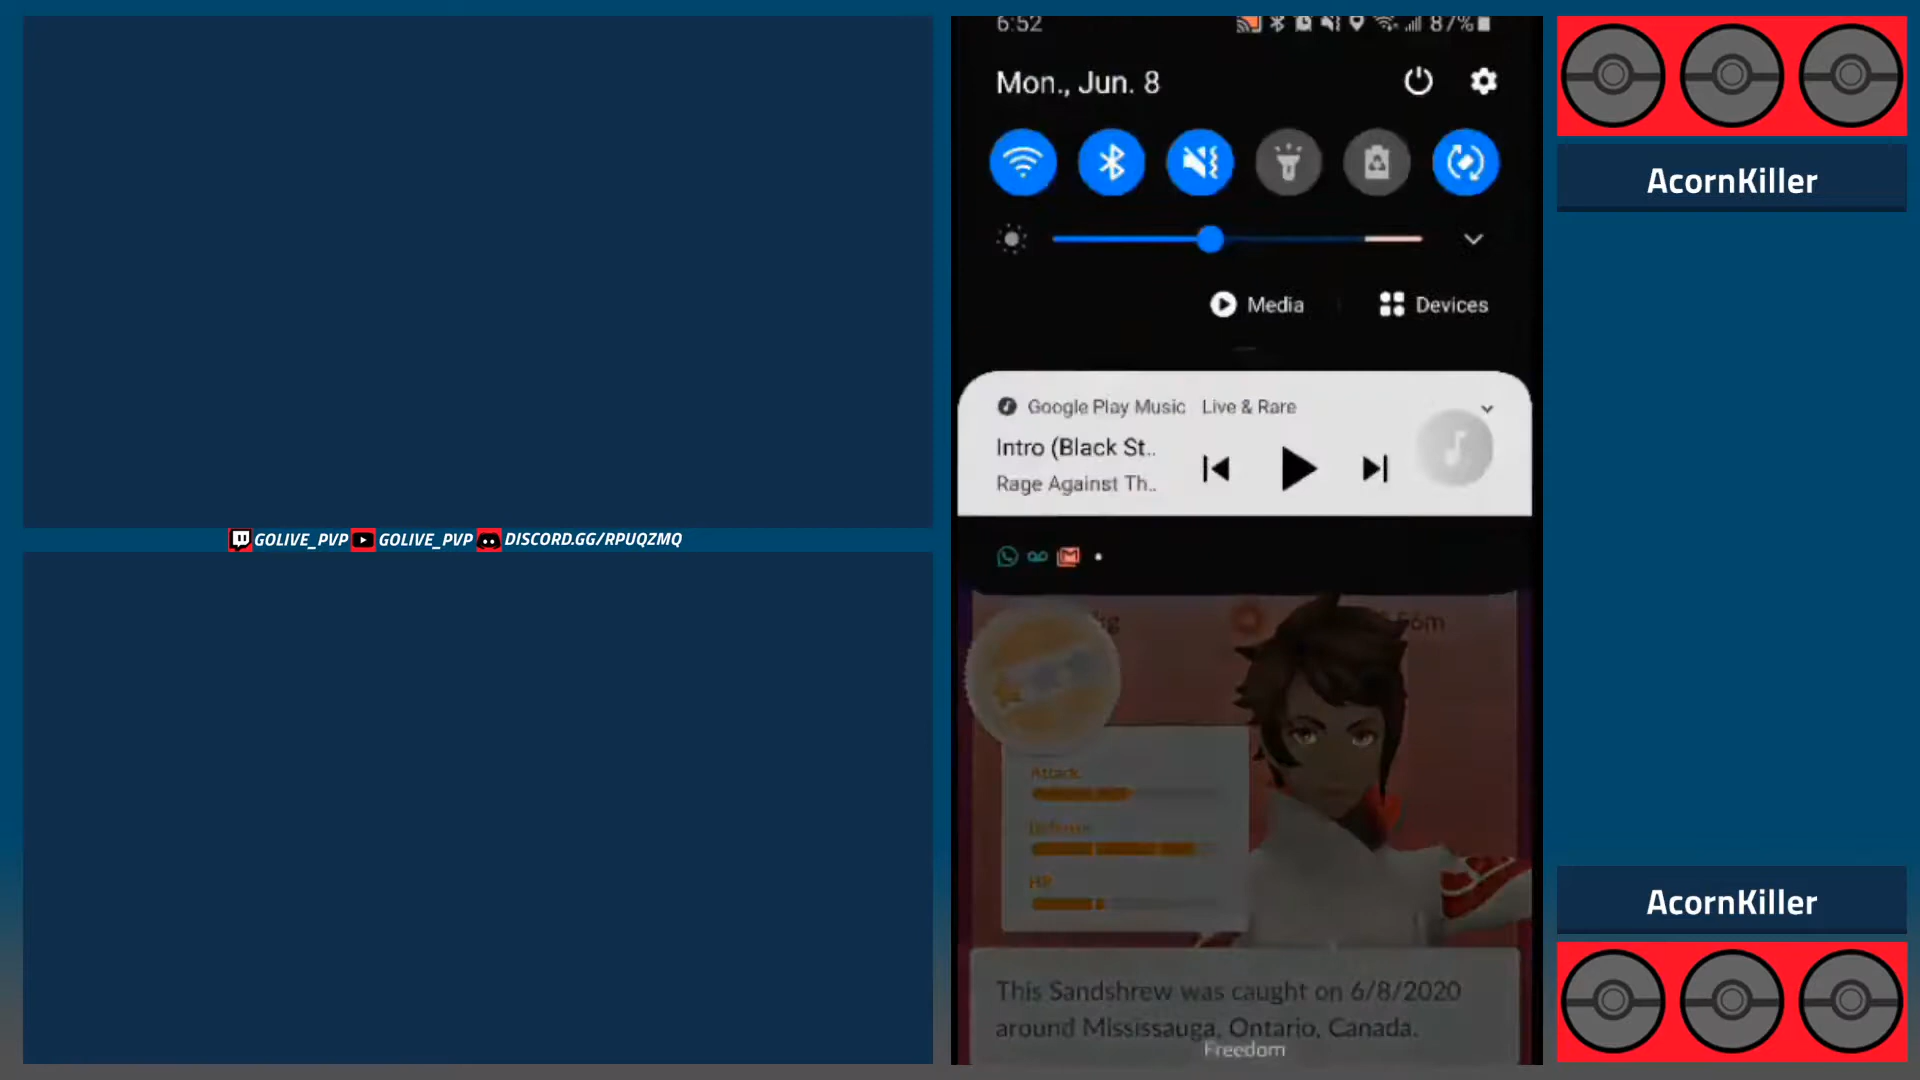 6:52
87%
Mon., Jun. 8
Media
Devices
Google Play Music Live & Rare
Intro (Black St..
Rage Against Th..
kg
56m
Attack
Defense
HP
This Sandshrew was caught on 6/8/2020
around Mississauga, Ontario, Canada.
Freedom
GOLIVE_PVP GOLIVE_PVP DISCORD.GG/RPUQZMQ
AcornKiller
AcornKiller